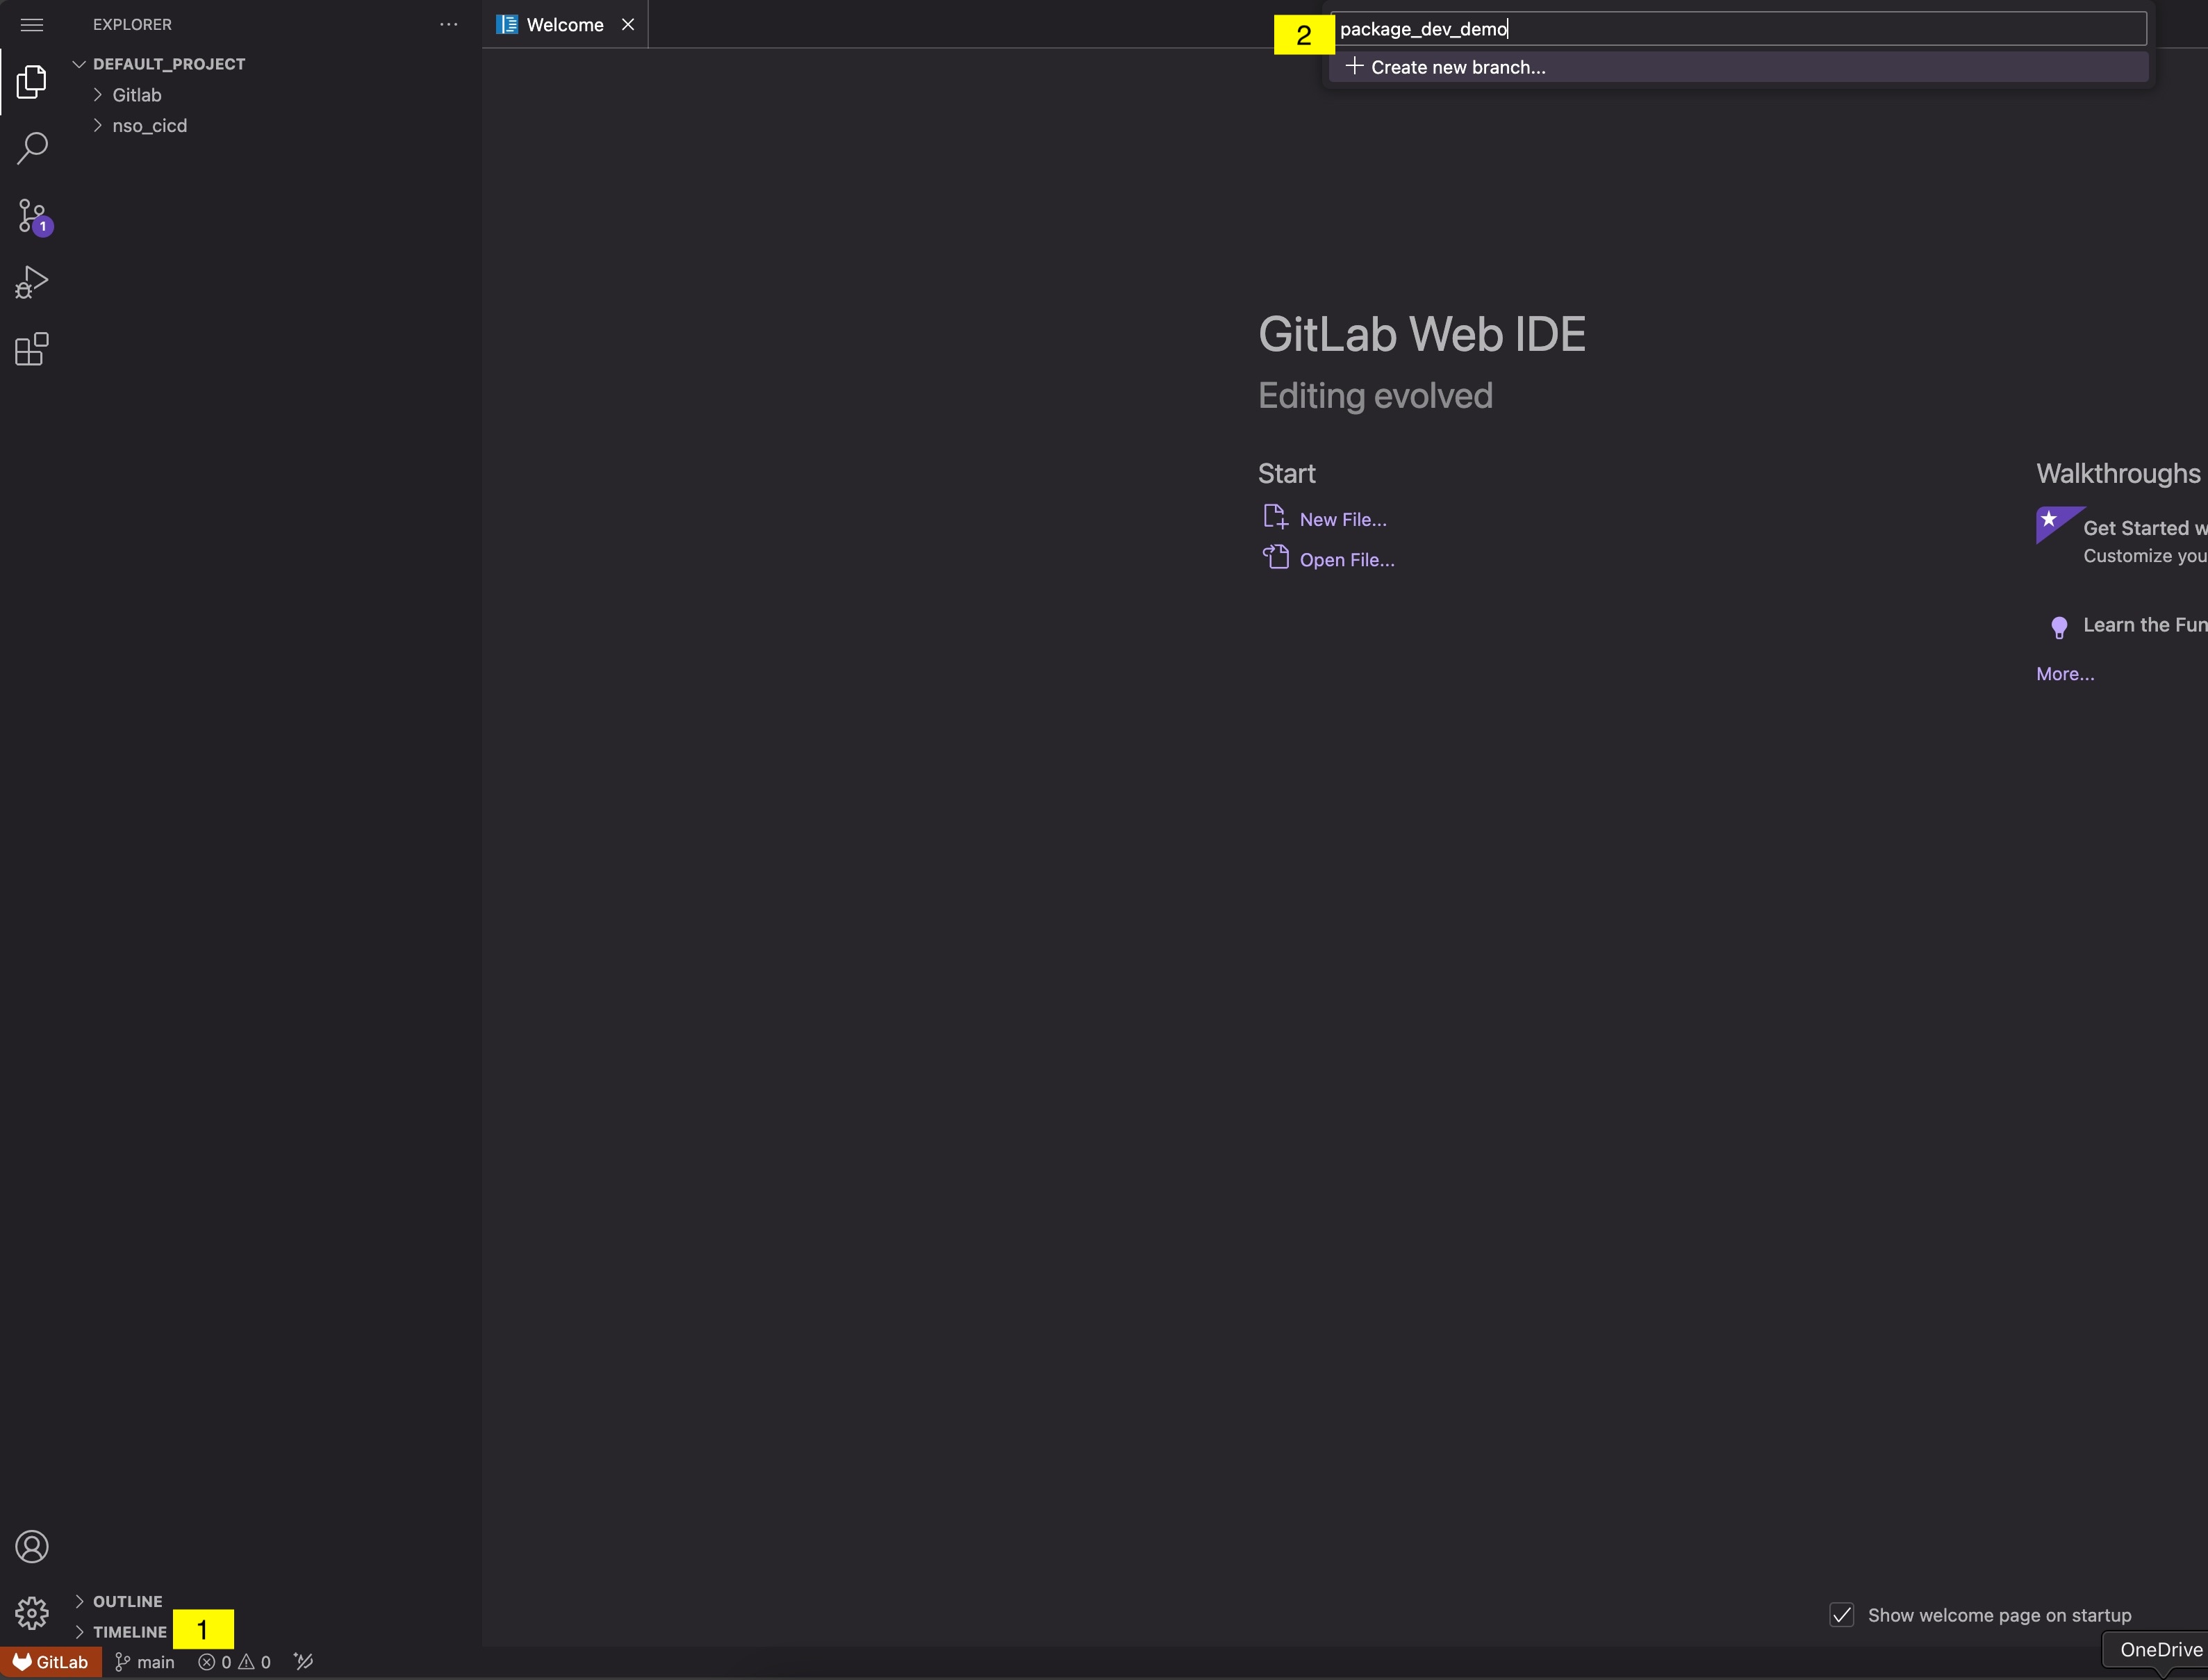 EXPLORER
Welcome
2
package_dev_demo
Create new branch...
DEFAULT_PROJECT
Gitlab
nso_cicd
1
GitLab Web IDE
Editing evolved
Start
New File...
Open File...
Walkthroughs
Get Started w
Customize you
Learn the Fun
More...
OUTLINE
TIMELINE
1
Show welcome page on startup
OneDrive
GitLab main 0 0